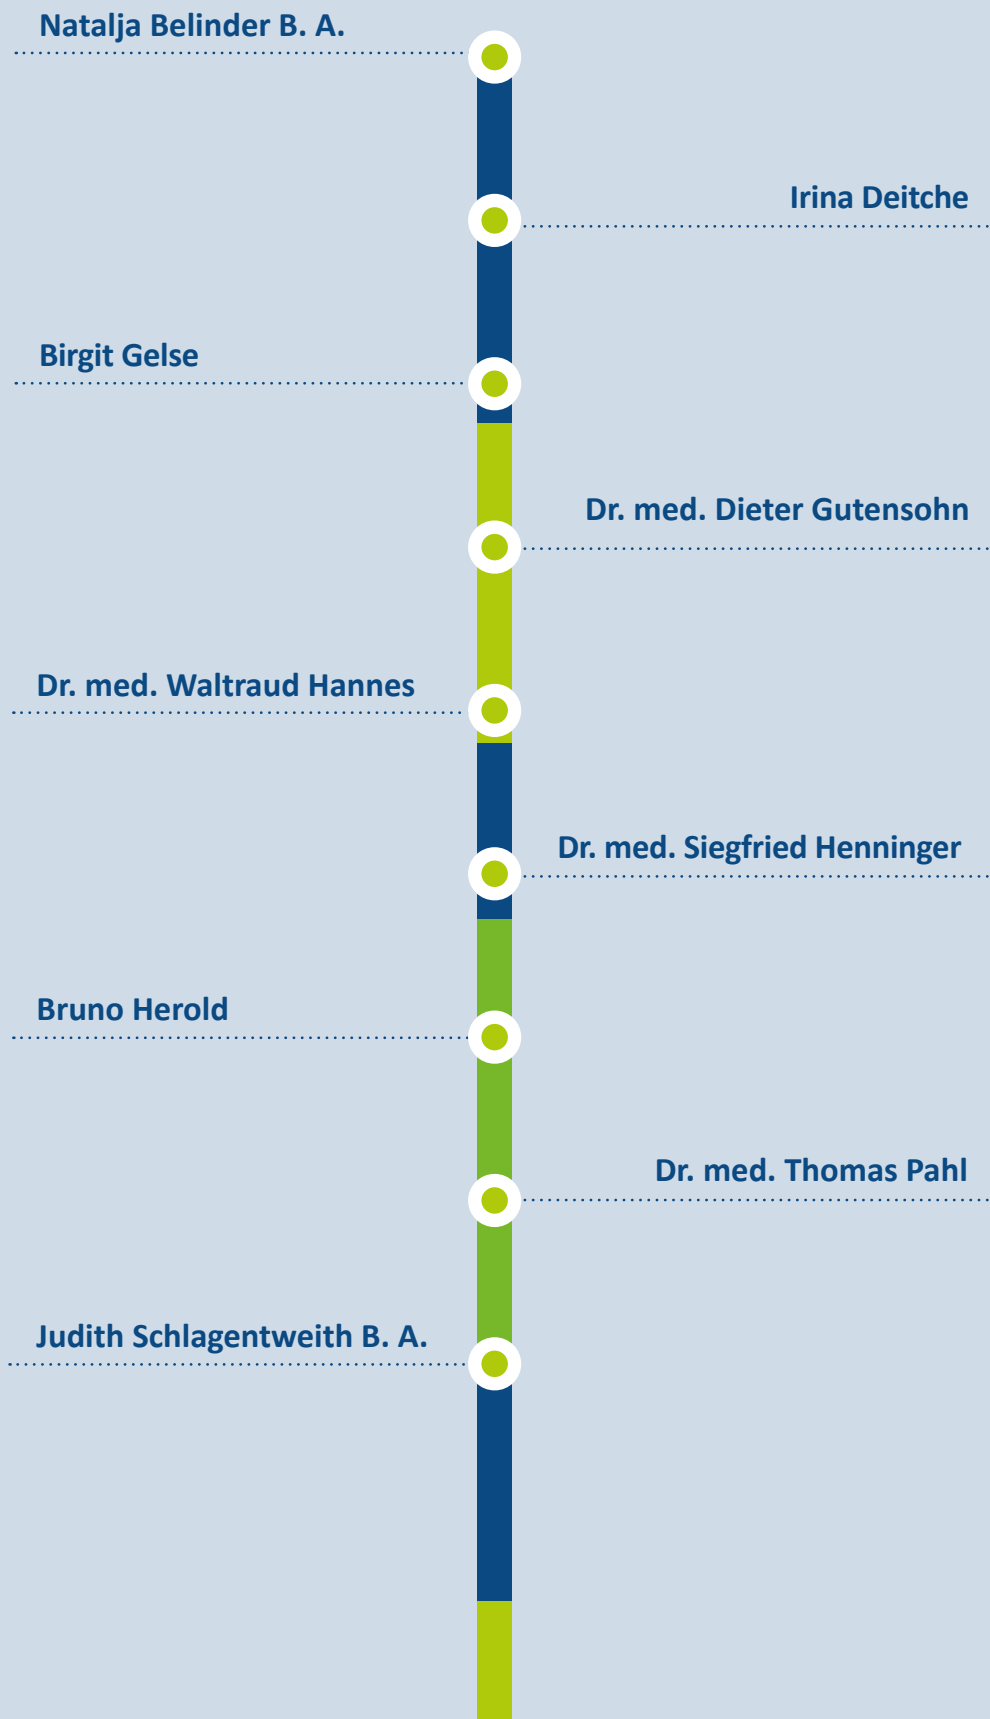 Natalja Belinder B. A.
Irina Deitche
Birgit Gelse
Dr. med. Dieter Gutensohn
Dr. med. Waltraud Hannes
Dr. med. Siegfried Henninger
Bruno Herold
Dr. med. Thomas Pahl
Judith Schlagentweith B. A.